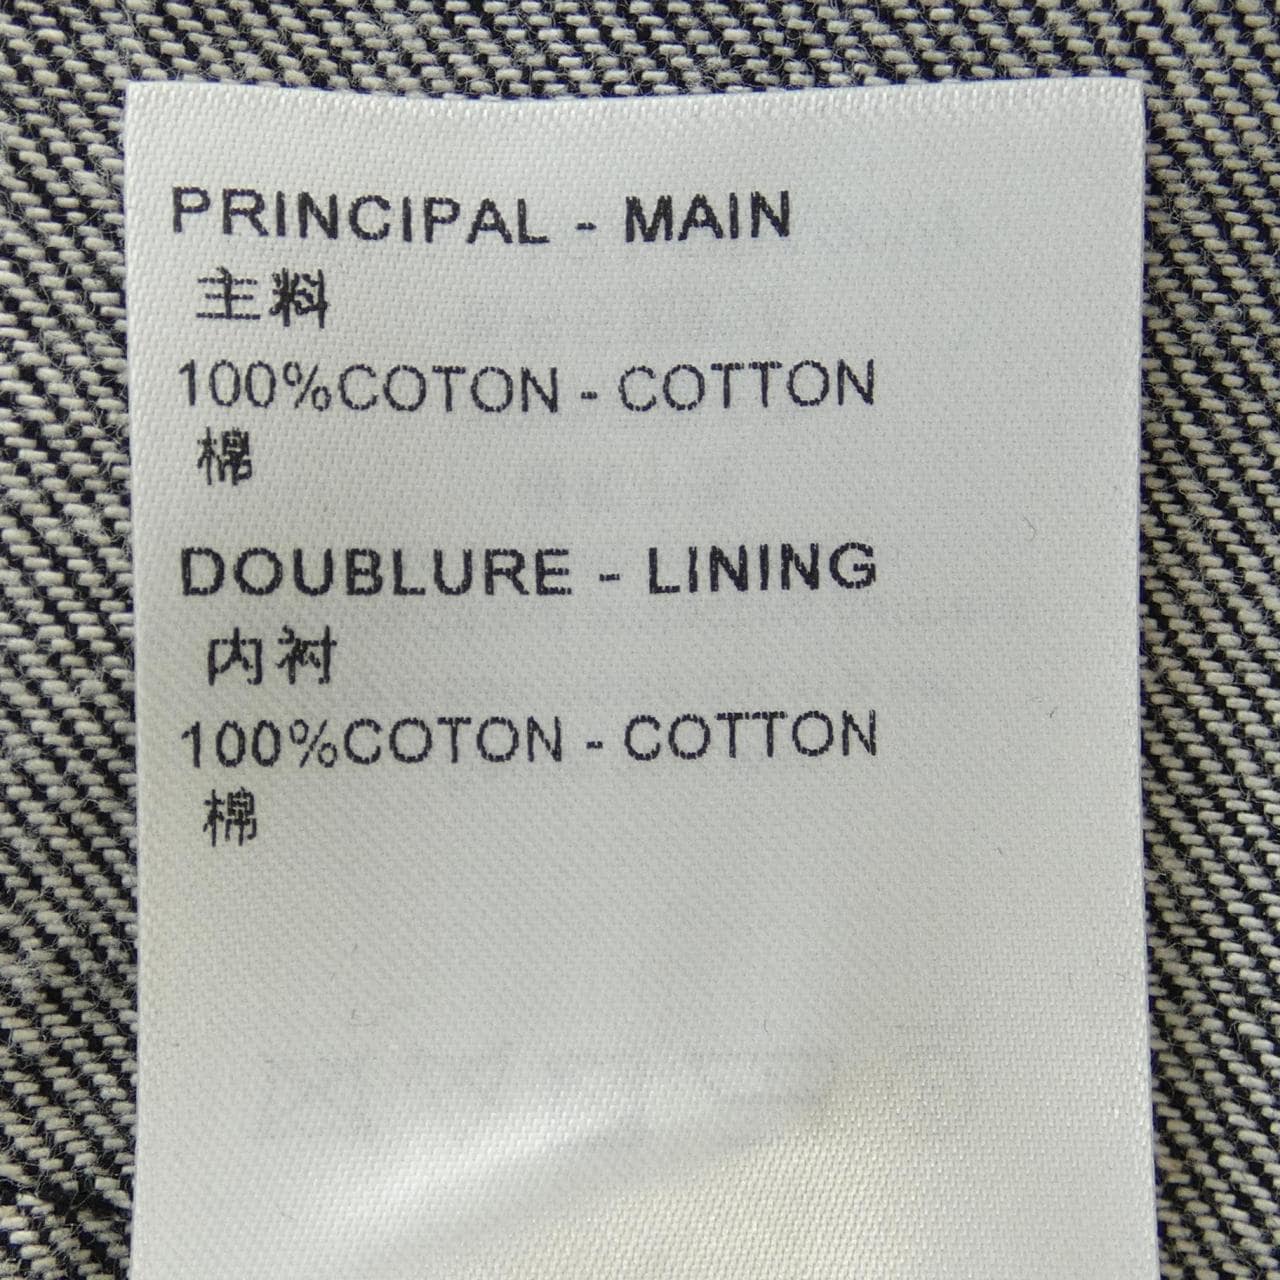 PRINCIPAL - MAIN
主料
100%COTON - COTTON
棉
DOUBLURE - LINING
内衬
100%COTON - COTTON
棉